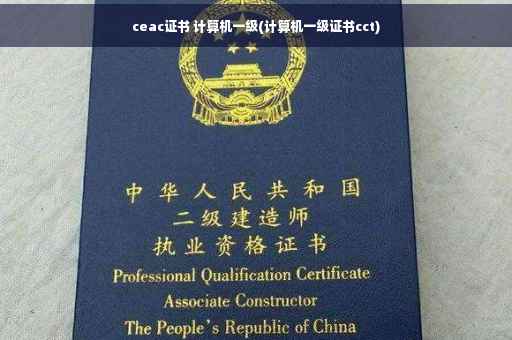 ceac证书 计算机一级(计算机一级证书cct)
中华人民共和国
二级建造师
执业资格证书
Professional Qualification Certificate
Associate Constructor
The People's Republic of China